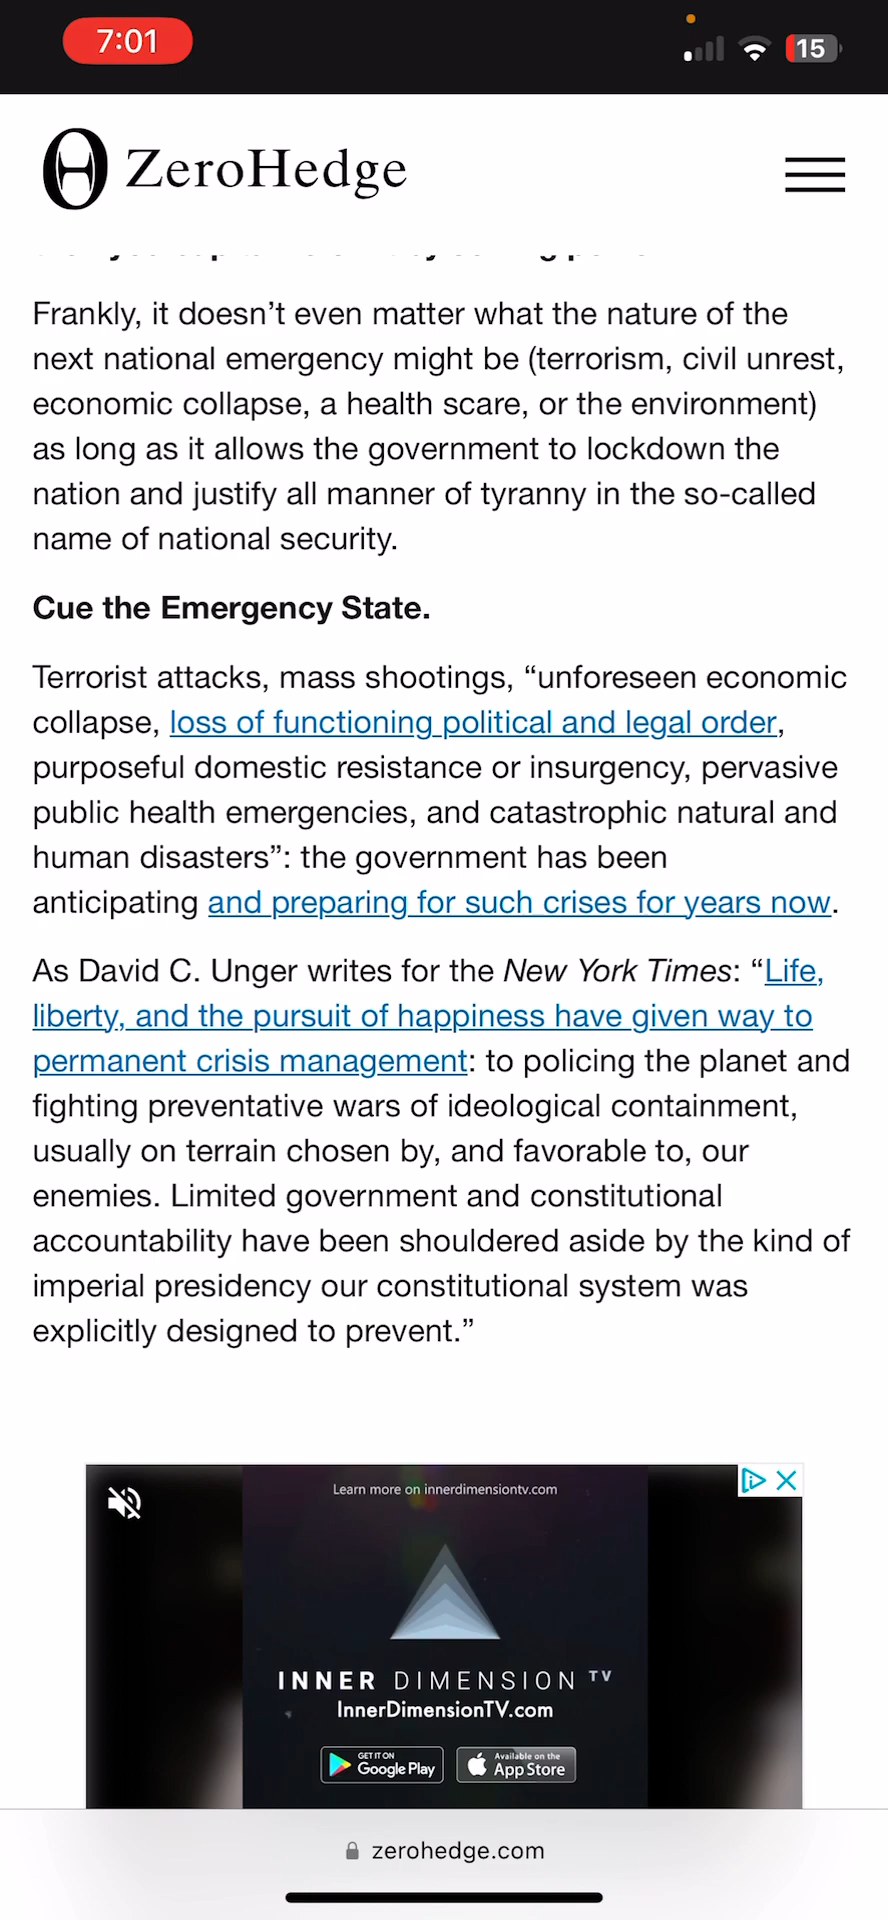 7:01
15
ZeroHedge
Frankly, it doesn’t even matter what the nature of the
next national emergency might be (terrorism, civil unrest,
economic collapse, a health scare, or the environment)
as long as it allows the government to lockdown the
nation and justify all manner of tyranny in the so-called
name of national security.
Cue the Emergency State.
Terrorist attacks, mass shootings, “unforeseen economic
collapse, loss of functioning political and legal order,
purposeful domestic resistance or insurgency, pervasive
public health emergencies, and catastrophic natural and
human disasters”: the government has been
anticipating and preparing for such crises for years now.
As David C. Unger writes for the New York Times: “Life,
liberty, and the pursuit of happiness have given way to
permanent crisis management: to policing the planet and
fighting preventative wars of ideological containment,
usually on terrain chosen by, and favorable to, our
enemies. Limited government and constitutional
accountability have been shouldered aside by the kind of
imperial presidency our constitutional system was
explicitly designed to prevent.”
Learn more on innerdimensiontv.com
INNER DIMENSION TV
InnerDimensionTV.com
GET IT ON Google Play
Available on the App Store
zerohedge.com